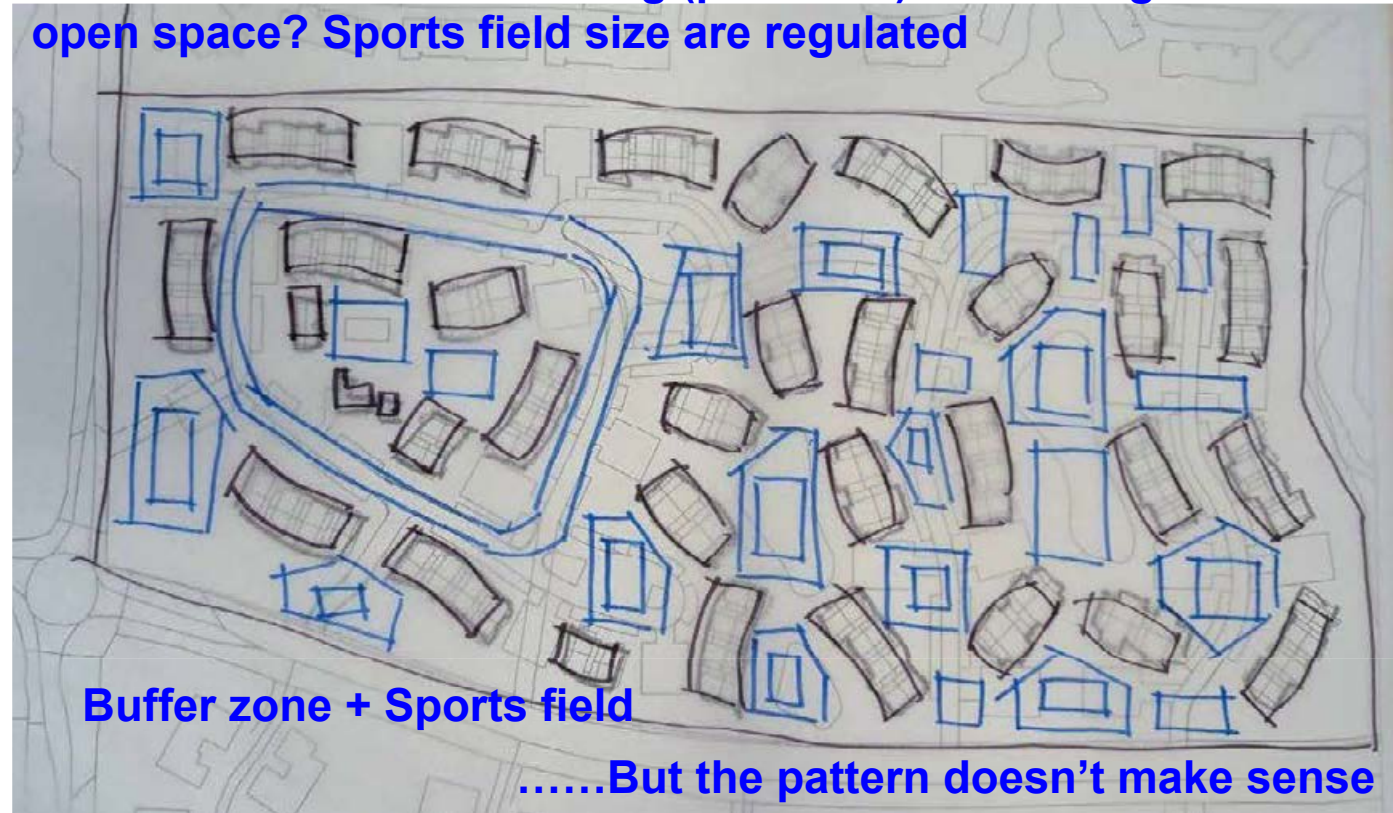 open space? Sports field size are regulated
Buffer zone + Sports field
......But the pattern doesn't make sense